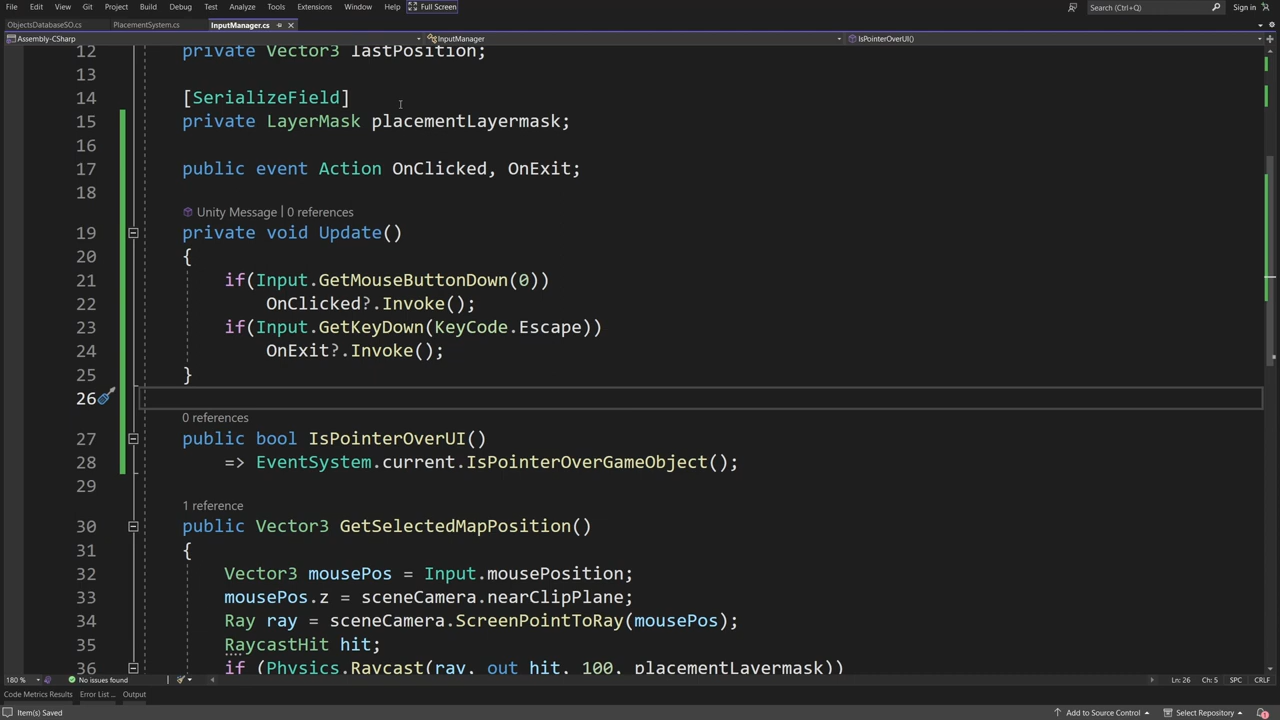 File Edit View Git Project Build Debug Test Analyze Tools Extensions Window Help Full Screen Search (Ctrl+Q) Sign in
ObjectsDatabaseSO.cs PlacementSystem.cs InputManager.cs
Assembly-CSharp InputManager IsPointerOverUI()
12 private Vector3 lastPosition;
13
14 [SerializeField]
15 private LayerMask placementLayermask;
16
17 public event Action OnClicked, OnExit;
18
Unity Message | 0 references
19 private void Update()
20 {
21 if(Input.GetMouseButtonDown(0))
22 OnClicked?.Invoke();
23 if(Input.GetKeyDown(KeyCode.Escape))
24 OnExit?.Invoke();
25 }
26
0 references
27 public bool IsPointerOverUI()
28 => EventSystem.current.IsPointerOverGameObject();
29
1 reference
30 public Vector3 GetSelectedMapPosition()
31 {
32 Vector3 mousePos = Input.mousePosition;
33 mousePos.z = sceneCamera.nearClipPlane;
34 Ray ray = sceneCamera.ScreenPointToRay(mousePos);
35 RaycastHit hit;
36 if (Physics.Raycast(ray, out hit, 100, placementLayermask))
180 % No issues found Ln: 26 Ch: 5 SPC CRLF
Code Metrics Results Error List ... Output
Item(s) Saved Add to Source Control Select Repository